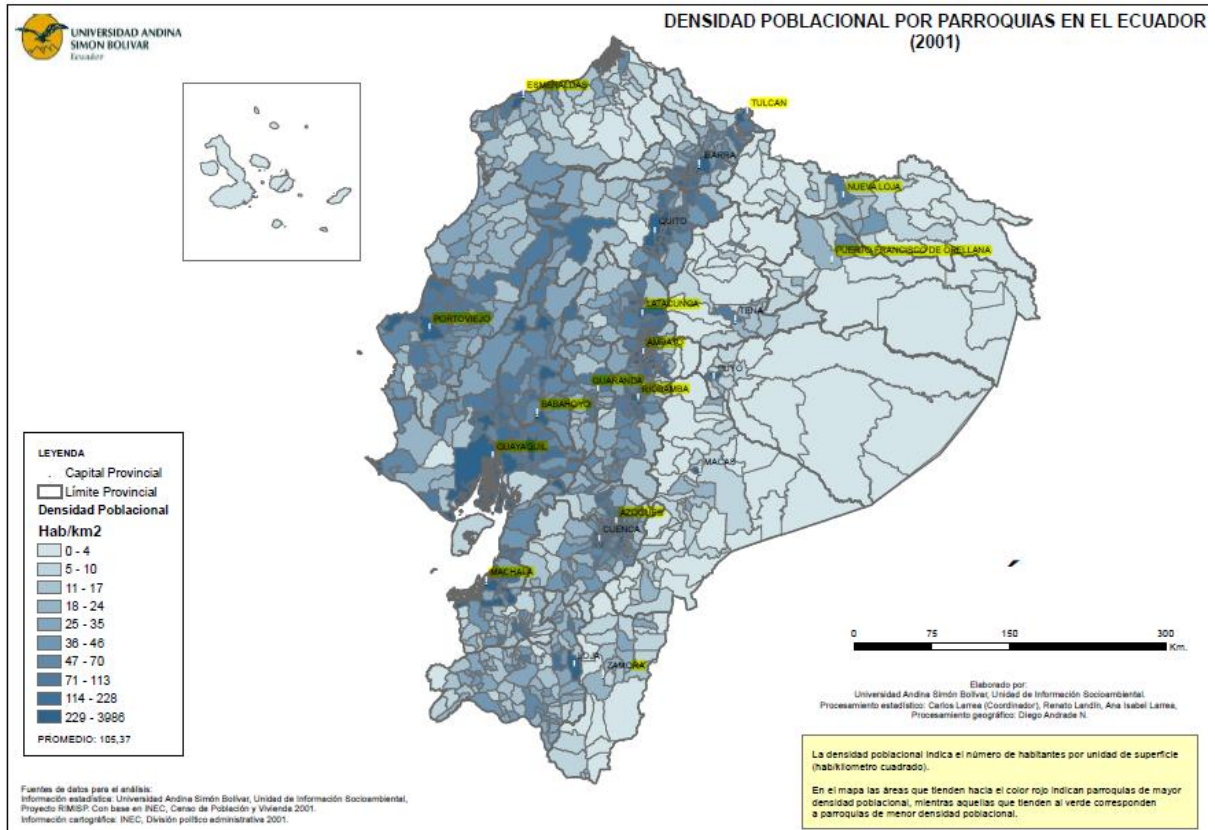 UNIVERSIDAD ANDINA
SIMON BOLIVAR
Ecuador
DENSIDAD POBLACIONAL POR PARROQUIAS EN EL ECUADOR
(2001)
ESMERALDAS
TULCAN
IBARRA
NUEVA LOJA
QUITO
PUERTO FRANCISCO DE ORELLANA
LATACUNGA
TENA
PORTOVIEJO
AMBATO
PUYO
GUARANDA
RIOBAMBA
BABAHOYO
GUAYAQUIL
MACAS
AZOGUES
CUENCA
MACHALA
LOJA
ZAMORA
LEYENDA
Capital Provincial
Límite Provincial
Densidad Poblacional
Hab/km2
0 - 4
5 - 10
11 - 17
18 - 24
25 - 35
36 - 46
47 - 70
71 - 113
114 - 228
229 - 3986
PROMEDIO: 105,37
0 75 150 300
Km.
Elaborado por:
Universidad Andina Simón Bolívar, Unidad de Información Socioambiental.
Procesamiento estadístico: Carlos Larrea (Coordinador), Renato Landín, Ana Isabel Larrea,
Procesamiento geográfico: Diego Andrade N.
La densidad poblacional indica el número de habitantes por unidad de superficie
(hab/kilometro cuadrado).
En el mapa las áreas que tienden hacia el color rojo indican parroquias de mayor
densidad poblacional, mientras aquellas que tienden al verde corresponden
a parroquias de menor densidad poblacional.
Fuentes de datos para el análisis:
Información estadística: Universidad Andina Simón Bolívar, Unidad de Información Socioambiental,
Proyecto RIMISP. Con base en INEC, Censo de Población y Vivienda 2001.
Información cartográfica: INEC, División político administrativa 2001.